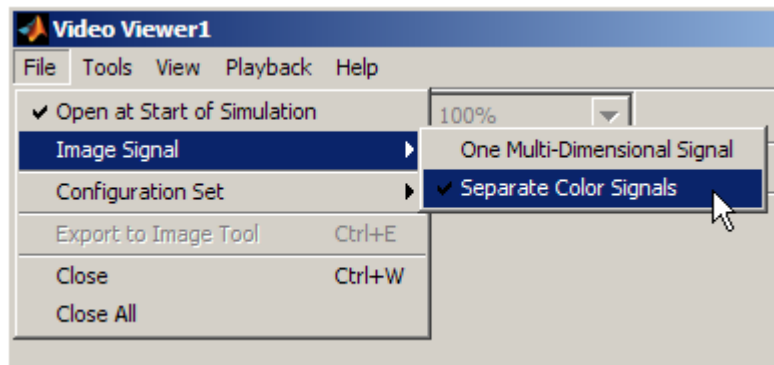 Video Viewer1
File Tools View Playback Help
Open at Start of Simulation
100%
Image Signal
One Multi-Dimensional Signal
Configuration Set
Separate Color Signals
Export to Image Tool Ctrl+E
Close Ctrl+W
Close All